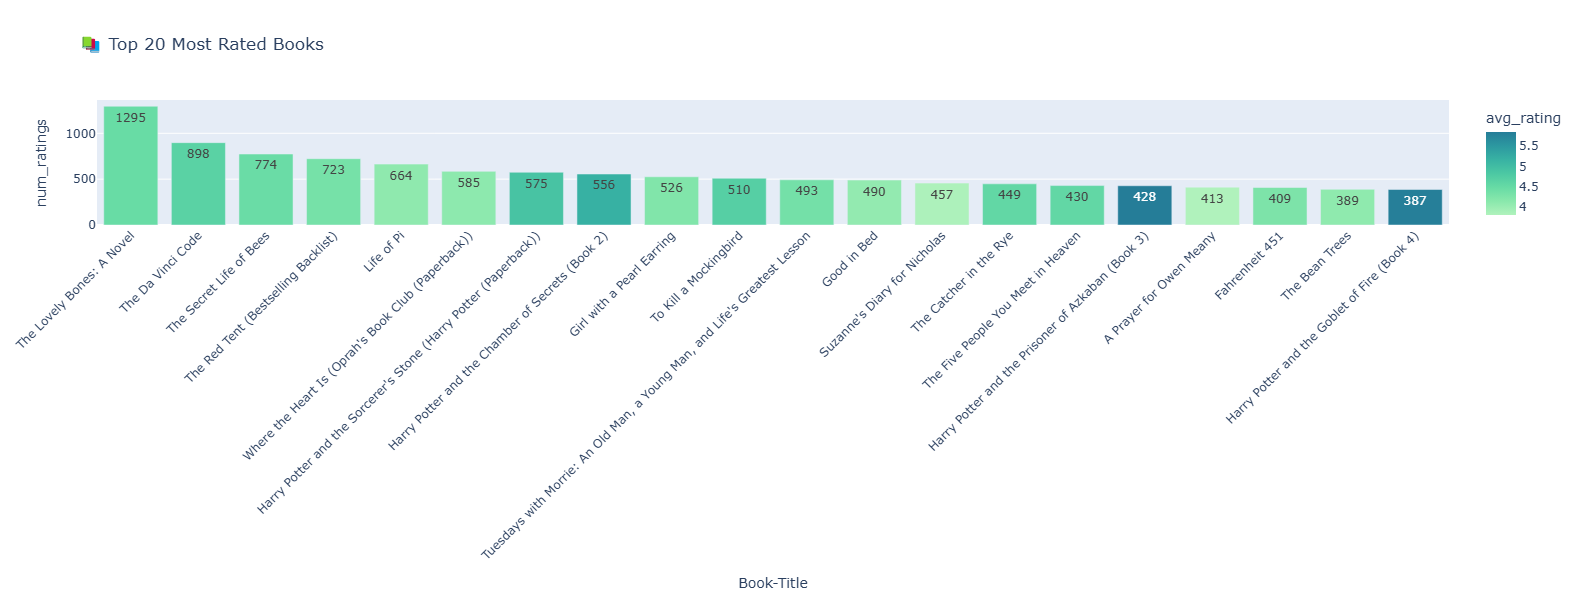 📚 Top 20 Most Rated Books
num_ratings
1000
500
0
1295
898
774
723
664
585
575
556
526
510
493
490
457
449
430
428
413
409
389
387
The Lovely Bones: A Novel
The Da Vinci Code
The Secret Life of Bees
The Red Tent (Bestselling Backlist)
Life of Pi
Where the Heart Is (Oprah's Book Club (Paperback))
Harry Potter and the Sorcerer's Stone (Harry Potter (Paperback))
Harry Potter and the Chamber of Secrets (Book 2)
Girl with a Pearl Earring
To Kill a Mockingbird
Tuesdays with Morrie: An Old Man, a Young Man, and Life's Greatest Lesson
Good in Bed
Suzanne's Diary for Nicholas
The Catcher in the Rye
The Five People You Meet in Heaven
Harry Potter and the Prisoner of Azkaban (Book 3)
A Prayer for Owen Meany
Fahrenheit 451
The Bean Trees
Harry Potter and the Goblet of Fire (Book 4)
Book-Title
avg_rating
5.5
5
4.5
4